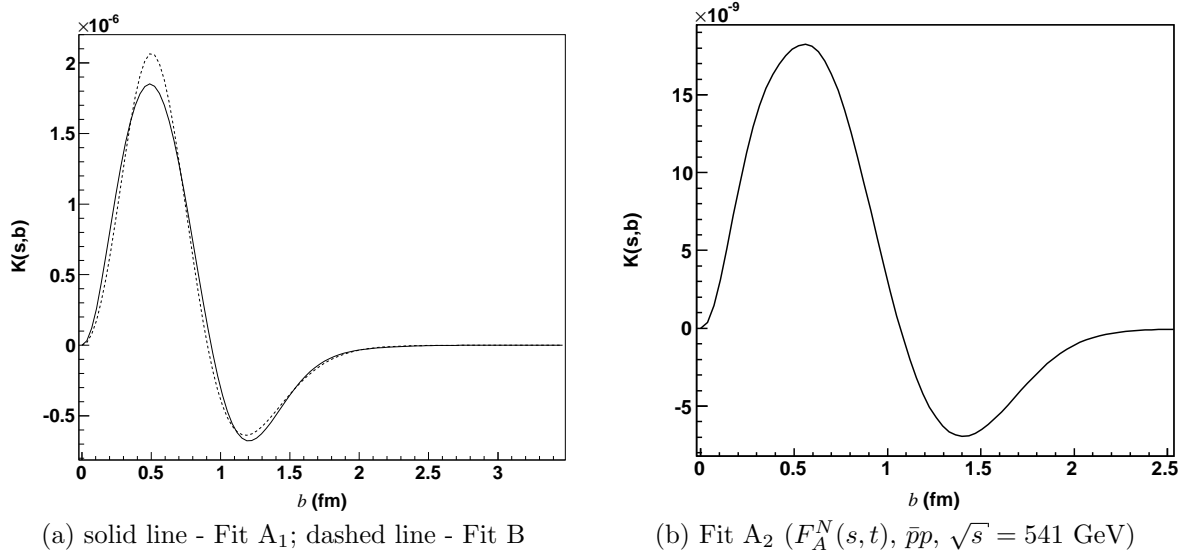 ×10⁻⁶
2
1.5
1
0.5
0
-0.5
K(s,b)
0 0.5 1 1.5 2 2.5 3
b (fm)
(a) solid line - Fit A₁; dashed line - Fit B
×10⁻⁹
15
10
5
0
-5
K(s,b)
0 0.5 1 1.5 2 2.5
b (fm)
(b) Fit A₂ (F_A^N(s, t), p̄p, √s = 541 GeV)